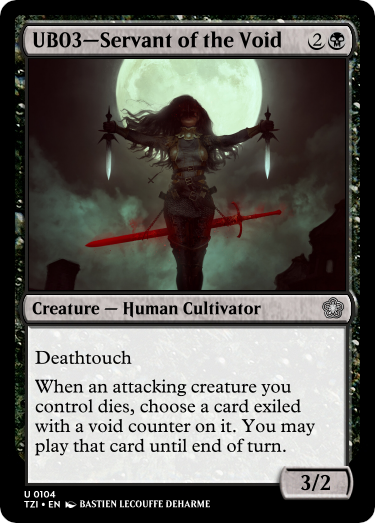 UB03—Servant of the Void 2
Creature — Human Cultivator
Deathtouch
When an attacking creature you
control dies, choose a card exiled
with a void counter on it. You may
play that card until end of turn.
3/2
U 0104
TZI • EN BASTIEN LECOUFFE DEHARME